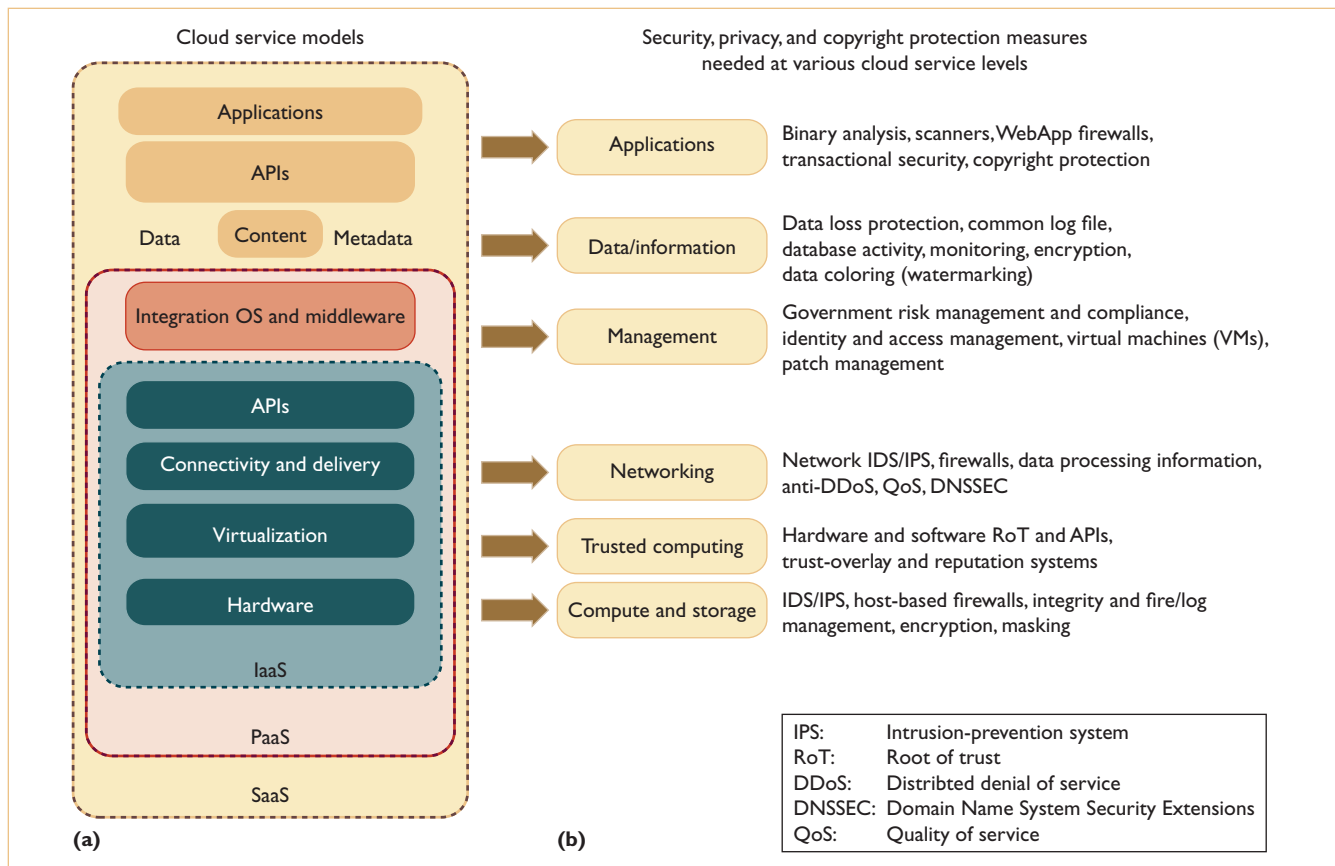 Cloud service models
Applications
APIs
Data
Content
Metadata
Integration OS and middleware
APIs
Connectivity and delivery
Virtualization
Hardware
IaaS
PaaS
SaaS
(a)
Security, privacy, and copyright protection measures
needed at various cloud service levels
Applications
Binary analysis, scanners, WebApp firewalls,
transactional security, copyright protection
Data/information
Data loss protection, common log file,
database activity, monitoring, encryption,
data coloring (watermarking)
Management
Government risk management and compliance,
identity and access management, virtual machines (VMs),
patch management
Networking
Network IDS/IPS, firewalls, data processing information,
anti-DDoS, QoS, DNSSEC
Trusted computing
Hardware and software RoT and APIs,
trust-overlay and reputation systems
Compute and storage
IDS/IPS, host-based firewalls, integrity and fire/log
management, encryption, masking
IPS: Intrusion-prevention system
RoT: Root of trust
DDoS: Distribted denial of service
DNSSEC: Domain Name System Security Extensions
QoS: Quality of service
(b)